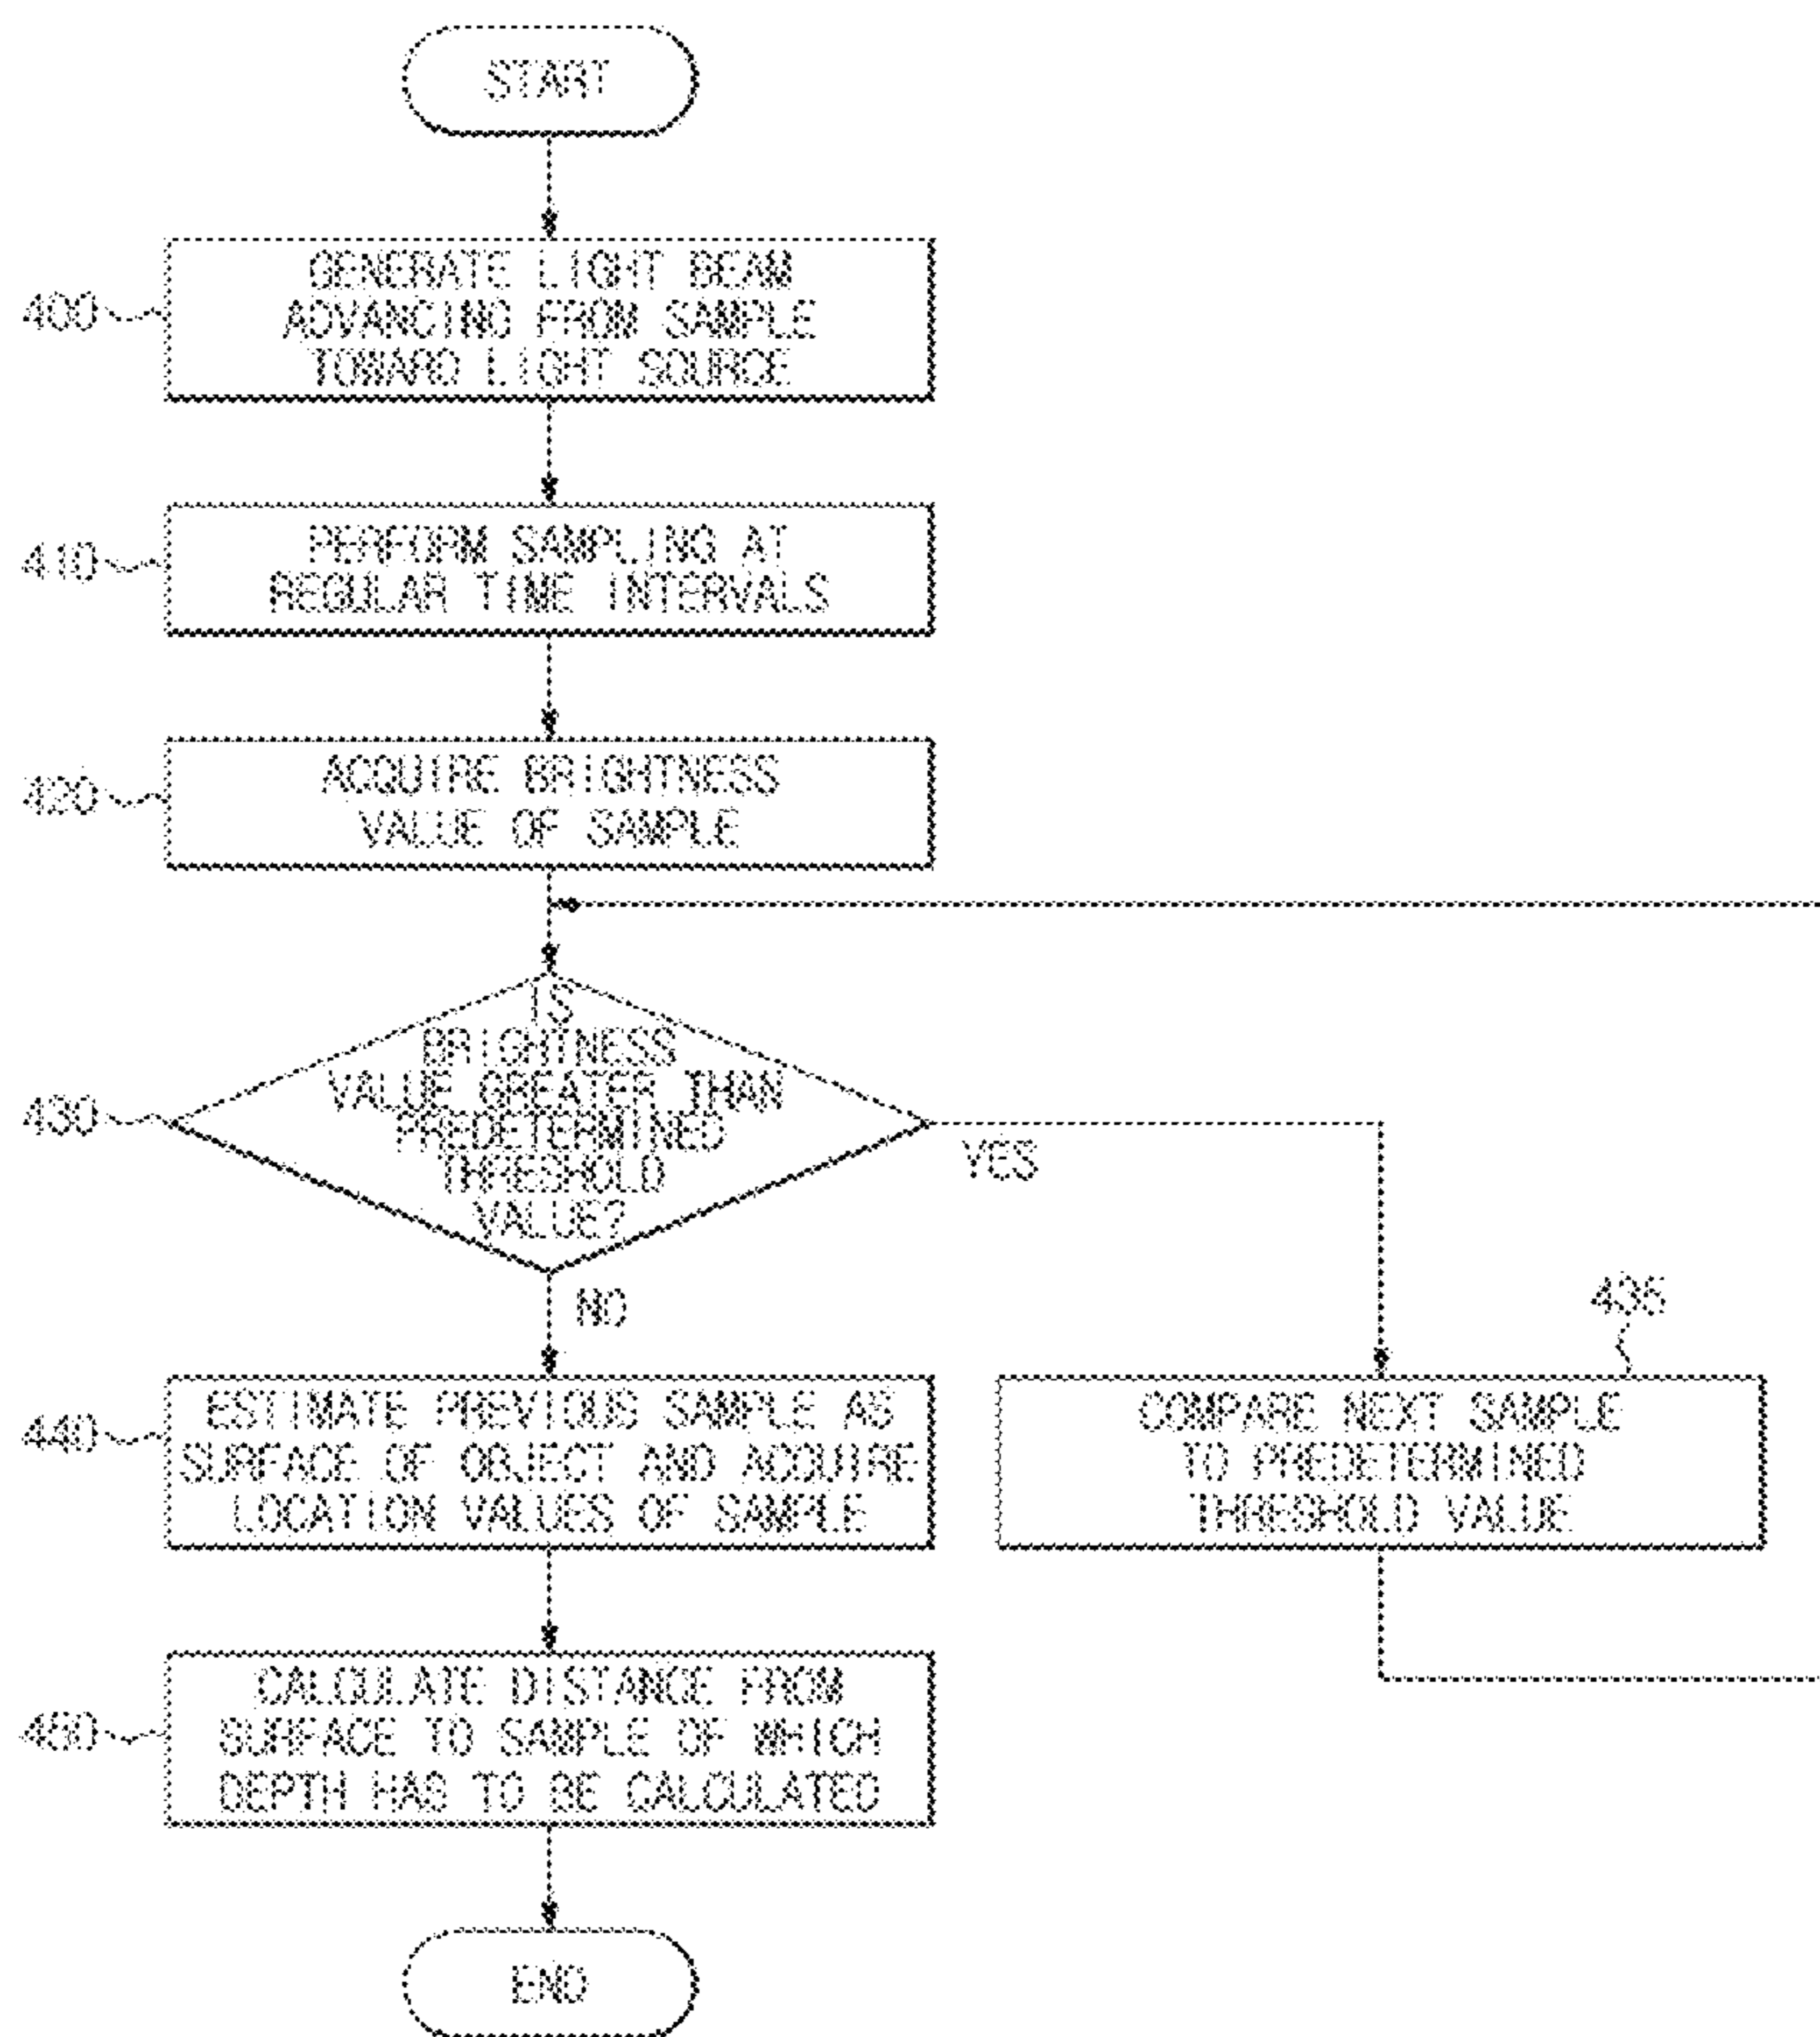 START
400
GENERATE LIGHT BEAM
ADVANCING FROM SAMPLE
TOWARD LIGHT SOURCE
410
PERFORM SAMPLING AT
REGULAR TIME INTERVALS
420
ACQUIRE BRIGHTNESS
VALUE OF SAMPLE
430
IS
BRIGHTNESS
VALUE GREATER THAN
PREDETERMINED
THRESHOLD
VALUE?
YES
NO
435
COMPARE NEXT SAMPLE
TO PREDETERMINED
THRESHOLD VALUE
440
ESTIMATE PREVIOUS SAMPLE AS
SURFACE OF OBJECT AND ACQUIRE
LOCATION VALUES OF SAMPLE
450
CALCULATE DISTANCE FROM
SURFACE TO SAMPLE OF WHICH
DEPTH HAS TO BE CALCULATED
END